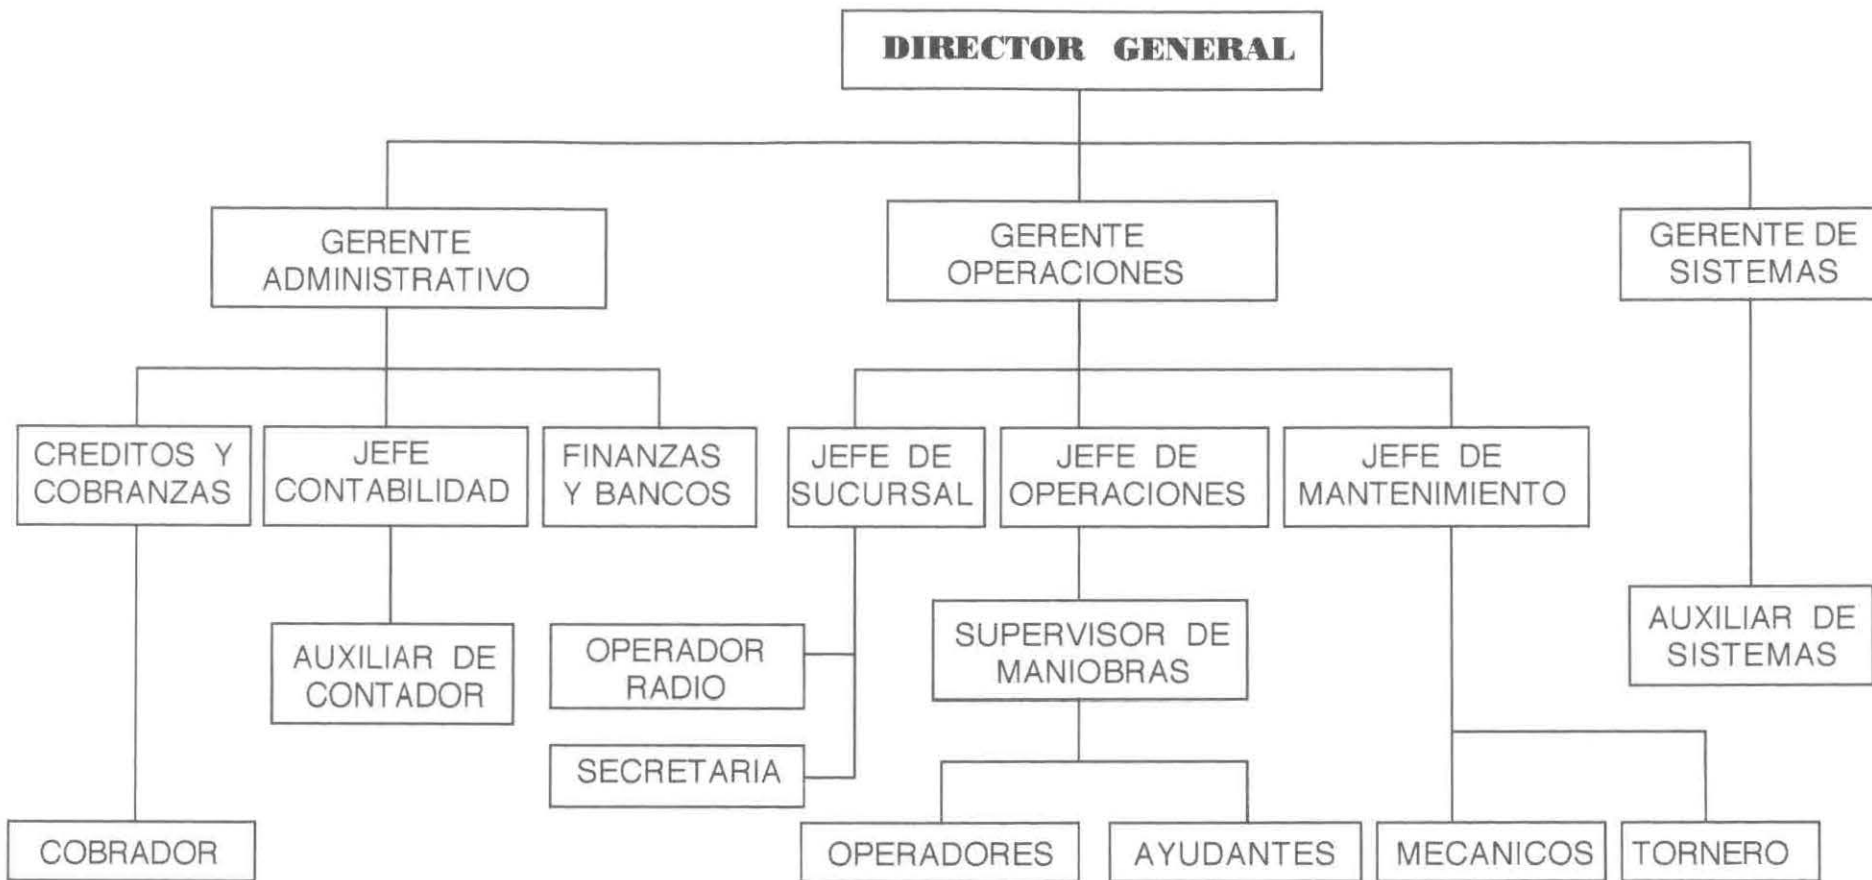 DIRECTOR GENERAL
GERENTE
ADMINISTRATIVO
GERENTE
OPERACIONES
GERENTE DE
SISTEMAS
CREDITOS Y
COBRANZAS
JEFE
CONTABILIDAD
FINANZAS
Y BANCOS
JEFE DE
SUCURSAL
JEFE DE
OPERACIONES
JEFE DE
MANTENIMIENTO
AUXILIAR DE
CONTADOR
OPERADOR
RADIO
SECRETARIA
SUPERVISOR DE
MANIOBRAS
AUXILIAR DE
SISTEMAS
COBRADOR
OPERADORES
AYUDANTES
MECANICOS
TORNERO